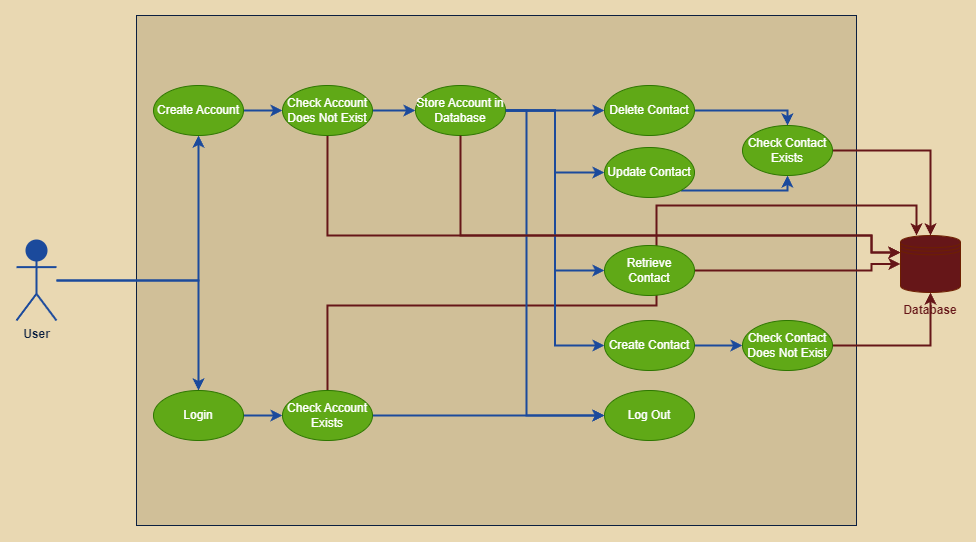 Create Account
Check Account
Does Not Exist
Store Account in
Database
Delete Contact
Check Contact
Exists
Update Contact
User
Retrieve
Contact
Database
Create Contact
Check Contact
Does Not Exist
Login
Check Account
Exists
Log Out